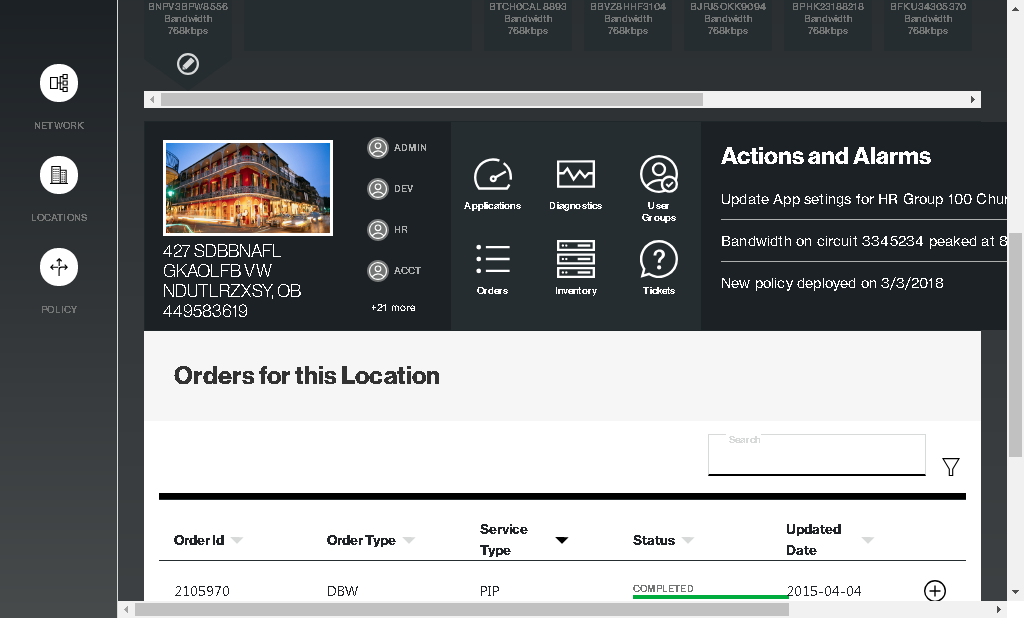 BNPV3BPW8556
Bandwidth
768kbps
BTCH0CAL8893
Bandwidth
768kbps
BBVZ8HHF3104
Bandwidth
768kbps
BJFU5OKK9094
Bandwidth
768kbps
BPHK23188218
Bandwidth
768kbps
BFKU34305370
Bandwidth
768kbps
NETWORK
LOCATIONS
POLICY
427 SDBBNAFL
GKAOLFB VW
NDUTLRZXSY, OB
449583619
ADMIN
DEV
HR
ACCT
+21 more
Applications
Diagnostics
User
Groups
Orders
Inventory
Tickets
Actions and Alarms
Update App setings for HR Group 100 Chur
Bandwidth on circuit 3345234 peaked at 8
New policy deployed on 3/3/2018
Orders for this Location
Search
Order Id
Order Type
Service
Type
Status
Updated
Date
2105970
DBW
PIP
COMPLETED
2015-04-04